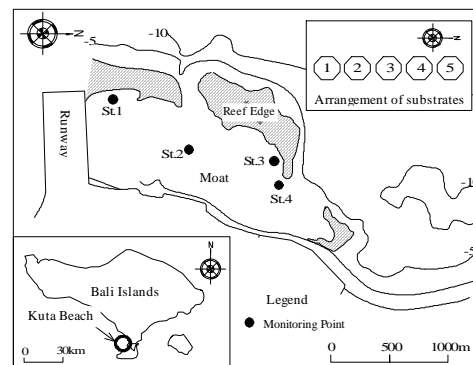 N
-5
-10
N
1 2 3 4 5
Arrangement of substrates
Reef Edge
Runway
St.1
St.2
St.3
Moat
St.4
-10
-5
N
Bali Islands
Kuta Beach
0 30km
Legend
Monitoring Point
0 500 1000m